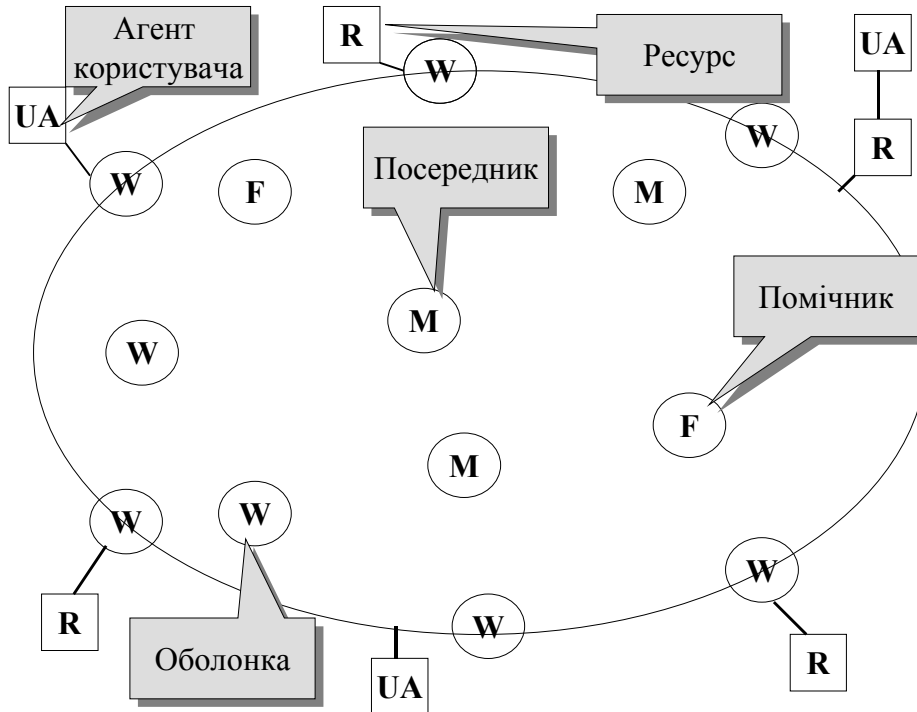 Агент
користувача
R
W
Ресурс
UA
UA
W
R
W
F
Посередник
M
M
W
Помічник
F
M
W
W
W
R
W
R
Оболонка
UA